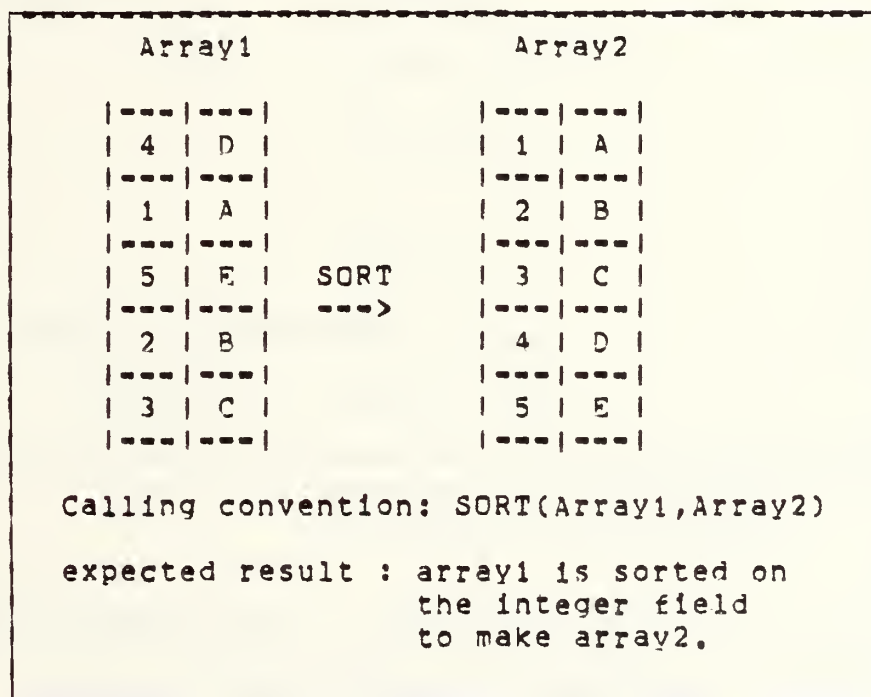 Array1 Array2
|---|---| |---|---|
| 4 | D | | 1 | A |
|---|---| |---|---|
| 1 | A | | 2 | B |
|---|---| |---|---|
| 5 | E | SORT | 3 | C |
|---|---| ---> |---|---|
| 2 | B | | 4 | D |
|---|---| |---|---|
| 3 | C | | 5 | E |
|---|---| |---|---|
Calling convention: SORT(Array1,Array2)
expected result : array1 is sorted on
the integer field
to make array2.